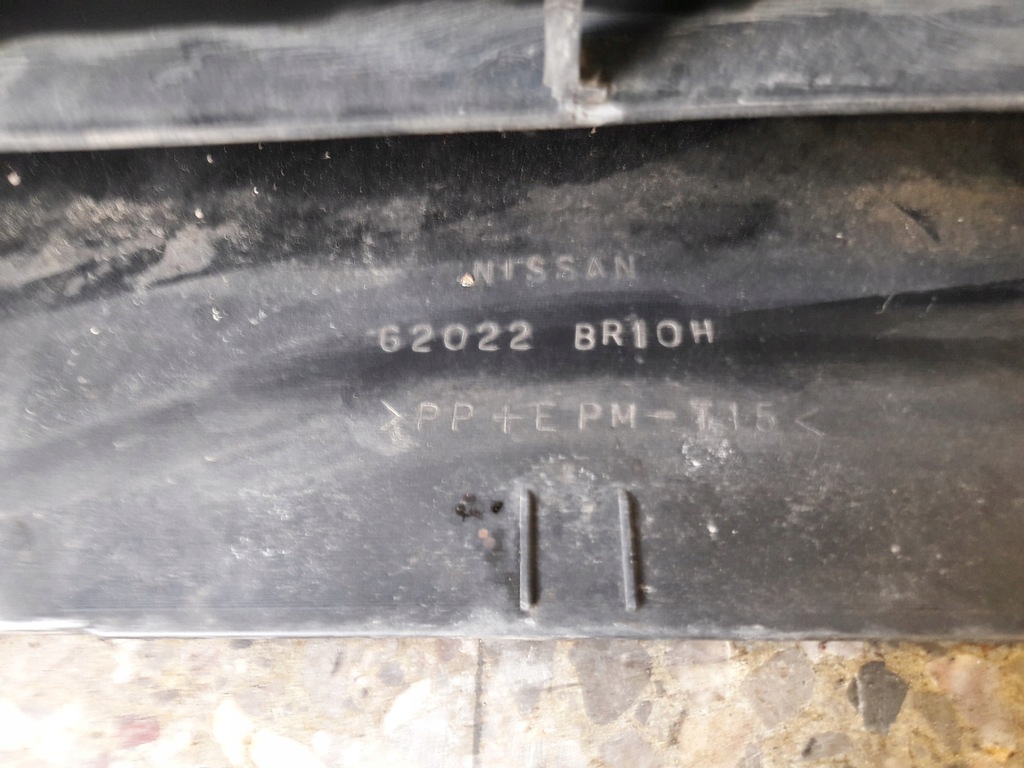 NISSAN
62022 BR10H
>PP+EPM-T15<